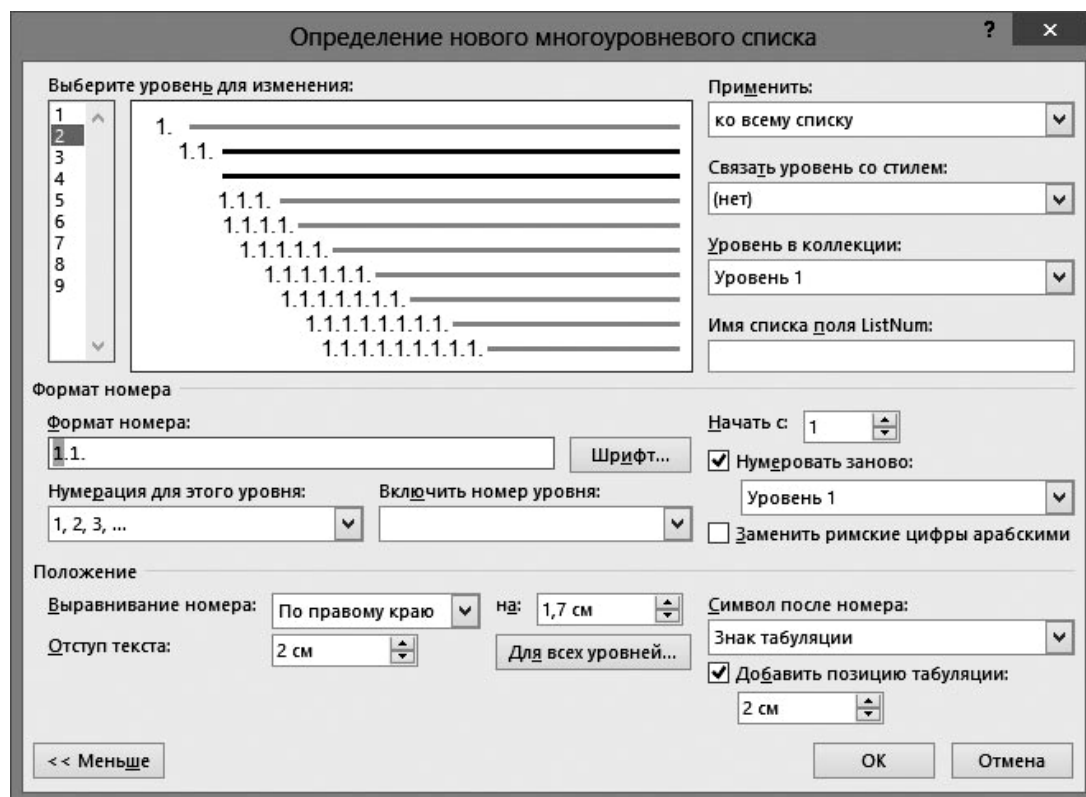 Определение нового многоуровневого списка
? ×
Выберите уровень для изменения:
1
2
3
4
5
6
7
8
9
1.
1.1.
1.1.1.
1.1.1.1.
1.1.1.1.1.
1.1.1.1.1.1.
1.1.1.1.1.1.1.
1.1.1.1.1.1.1.1.
1.1.1.1.1.1.1.1.1.
Применить:
ко всему списку
Связать уровень со стилем:
(нет)
Уровень в коллекции:
Уровень 1
Имя списка поля ListNum:
Формат номера
Формат номера:
1.1.
Шрифт...
Начать с: 1
Нумеровать заново:
Уровень 1
Нумерация для этого уровня:
1, 2, 3, ...
Включить номер уровня:
Заменить римские цифры арабскими
Положение
Выравнивание номера: По правому краю на: 1,7 см
Отступ текста: 2 см
Для всех уровней...
Символ после номера:
Знак табуляции
Добавить позицию табуляции:
2 см
<< Меньше
ОК
Отмена